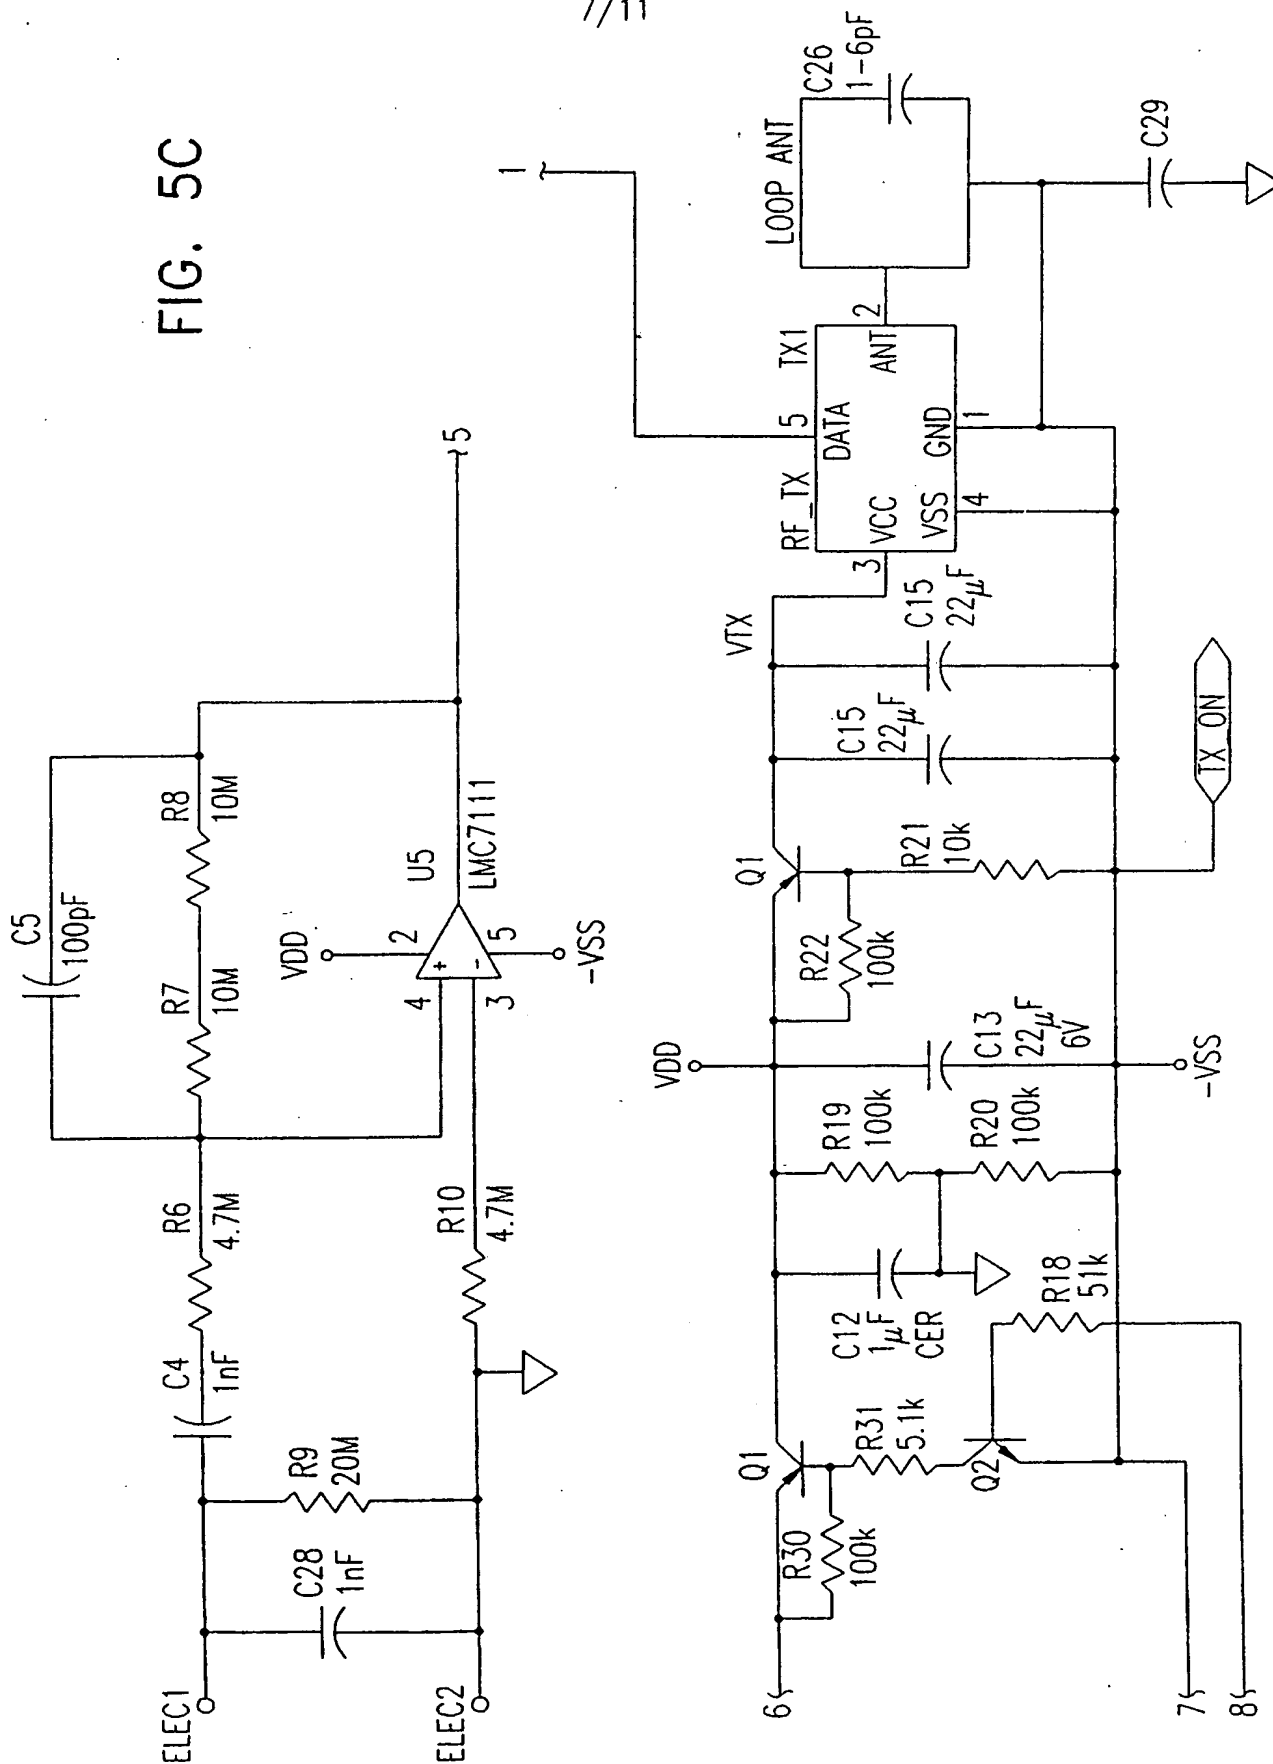 7/11
FIG. 5C
C5
100pF
R7
10M
R8
10M
ELEC1
C28
1nF
R9
20M
C4
1nF
R6
4.7M
R10
4.7M
ELEC2
VDD
4
+
2
U5
LMC7111
3
-
5
-VSS
5
1
6
R30
100k
Q1
R31
5.1k
Q2
R18
51k
7
8
C12
1µF
CER
R19
100k
R20
100k
VDD
C13
22µF
6V
-VSS
R22
100k
Q1
R21
10k
TX ON
C15
22µF
C15
22µF
VTX
RF_TX
5
TX1
3
VCC
DATA
ANT
2
VSS
GND
4
1
LOOP ANT
C26
1-6pF
C29